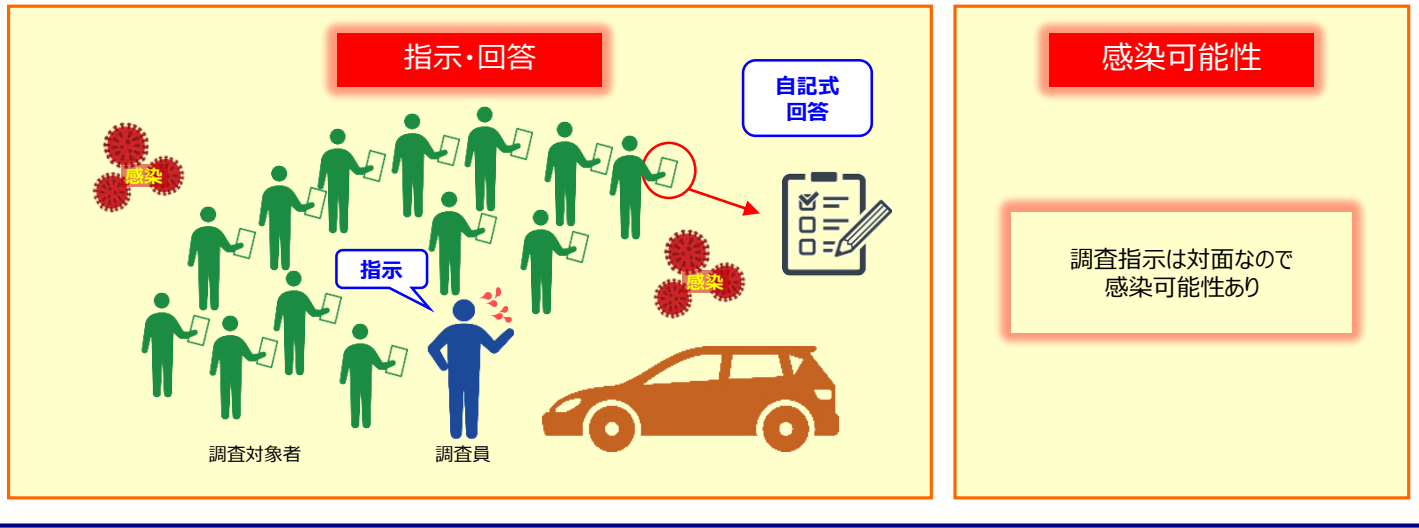 指示・回答
自記式
回答
感染
指示
感染
調査対象者
調査員
感染可能性
調査指示は対面なので
感染可能性あり